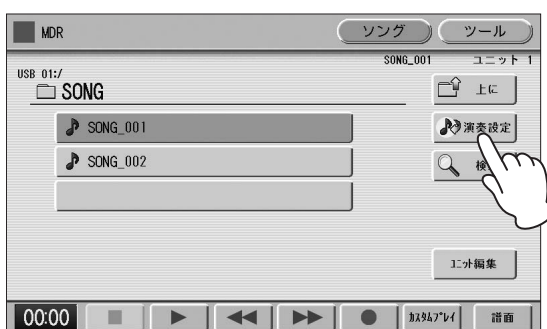 MDR
ソング
ツール
SONG_001 ユニット 1
USB 01:/
SONG
上に
SONG_001
演奏設定
SONG_002
検
ユニット編集
00:00
カスタムプレイ
譜面